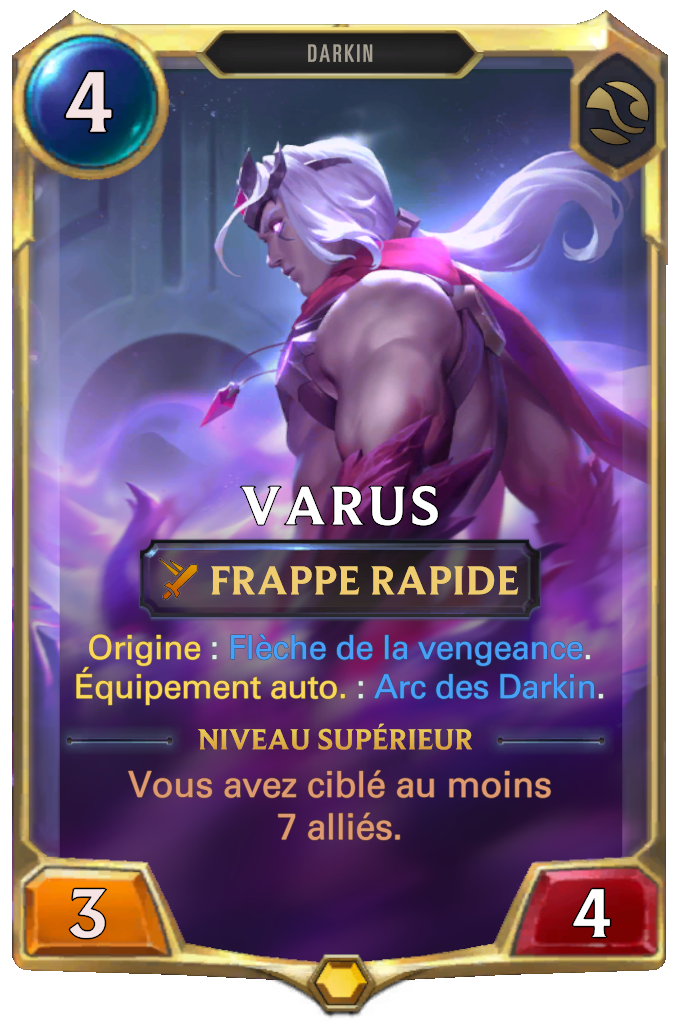 DARKIN
4
VARUS
FRAPPE RAPIDE
Origine : Flèche de la vengeance.
Équipement auto. : Arc des Darkin.
NIVEAU SUPÉRIEUR
Vous avez ciblé au moins
7 alliés.
3
4